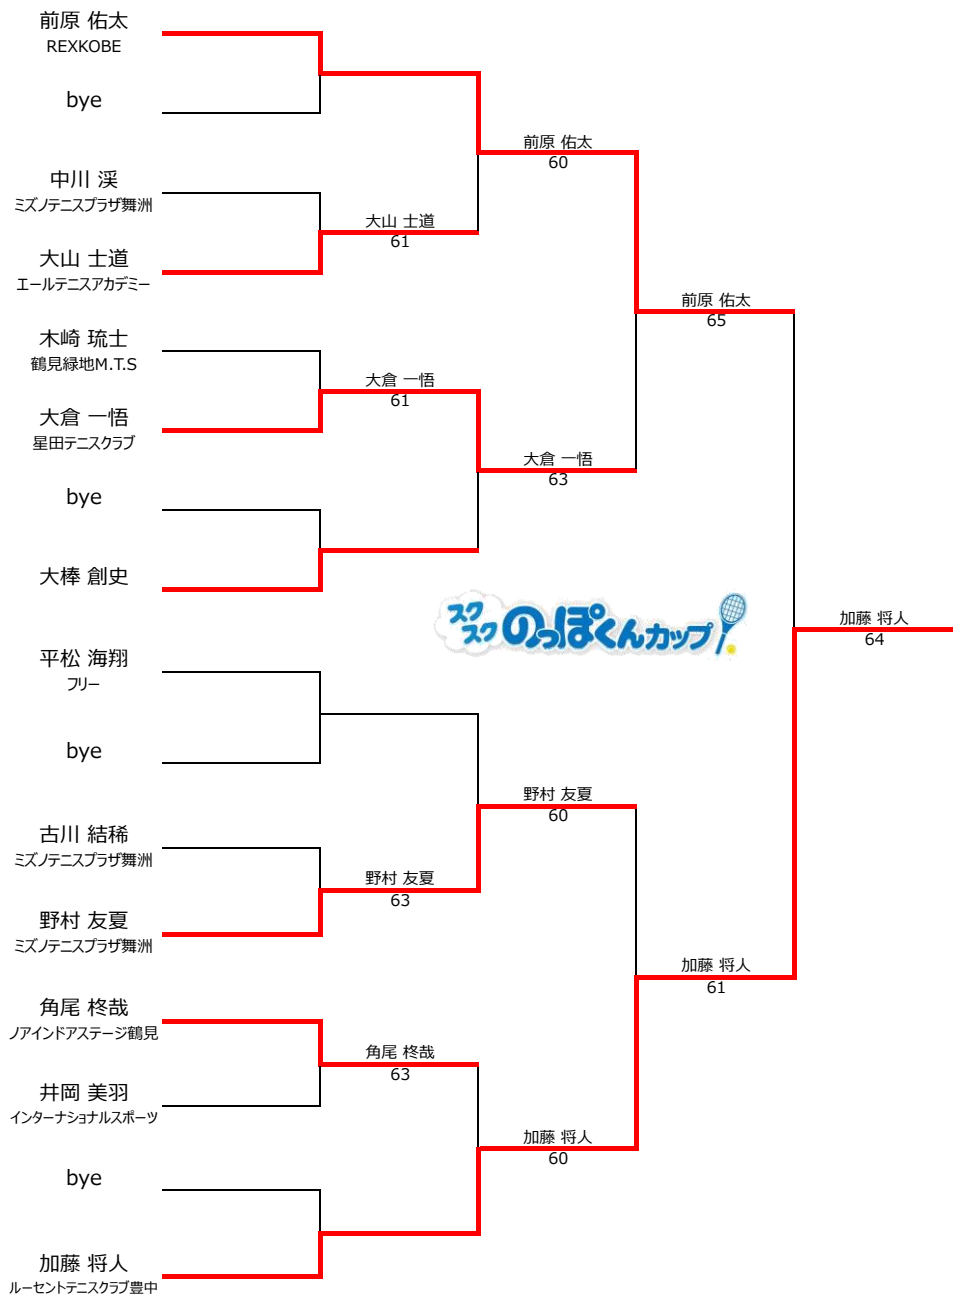 前原 佑太
REXKOBE
bye
前原 佑太
60
中川 渓
ミズノテニスプラザ舞洲
大山 士道
61
大山 士道
エールテニスアカデミー
前原 佑太
65
木崎 琉士
鶴見緑地M.T.S
大倉 一悟
61
大倉 一悟
星田テニスクラブ
大倉 一悟
63
bye
大棒 創史
スクスク のっぽくんカップ
加藤 将人
64
平松 海翔
フリー
bye
野村 友夏
60
古川 結稀
ミズノテニスプラザ舞洲
野村 友夏
63
野村 友夏
ミズノテニスプラザ舞洲
加藤 将人
61
角尾 柊哉
ノアインドアステージ鶴見
角尾 柊哉
63
井岡 美羽
インターナショナルスポーツ
加藤 将人
60
bye
加藤 将人
ルーセントテニスクラブ豊中